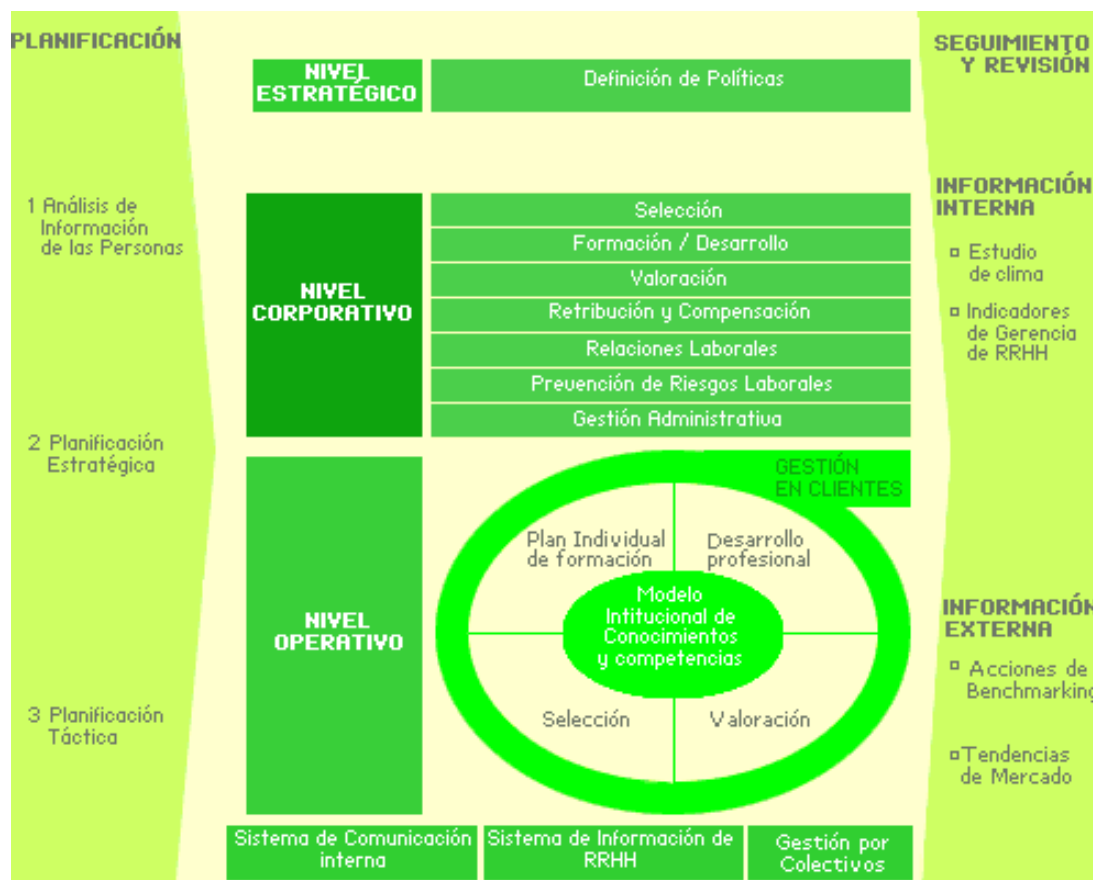 PLANIFICACIÓN
1 Análisis de
Información
de las Personas
2 Planificación
Estratégica
3 Planificación
Táctica
NIVEL
ESTRATÉGICO
Definición de Políticas
NIVEL
CORPORATIVO
Selección
Formación / Desarrollo
Valoración
Retribución y Compensación
Relaciones Laborales
Prevención de Riesgos Laborales
Gestión Administrativa
NIVEL
OPERATIVO
GESTIÓN
EN CLIENTES
Plan Individual
de formación
Desarrollo
profesional
Modelo
Intitucional de
Conocimientos
y competencias
Selección
Valoración
Sistema de Comunicación
interna
Sistema de Información de
RRHH
Gestión por
Colectivos
SEGUIMIENTO
Y REVISIÓN
INFORMACIÓN
INTERNA
Estudio
de clima
Indicadores
de Gerencia
de RRHH
INFORMACIÓN
EXTERNA
Acciones de
Benchmarking
Tendencias
de Mercado